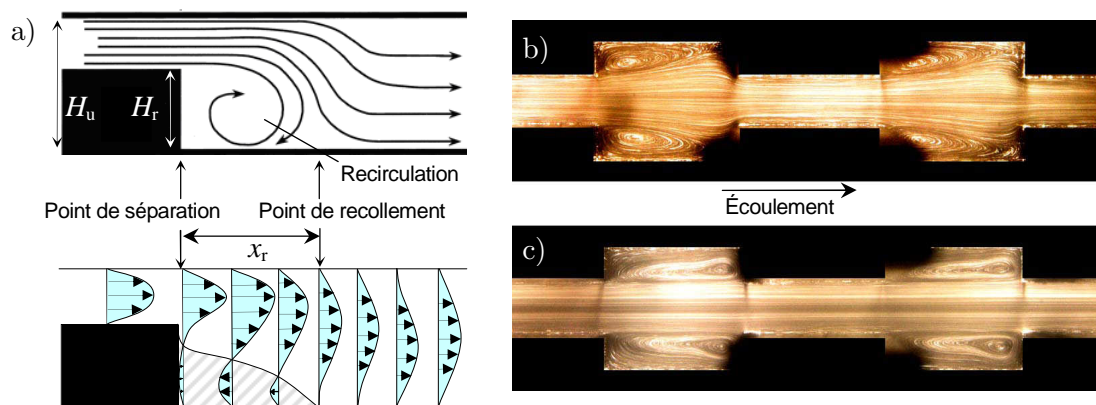 a)
H_u
H_r
Recirculation
Point de séparation
Point de recollement
x_r
b)
Écoulement
c)